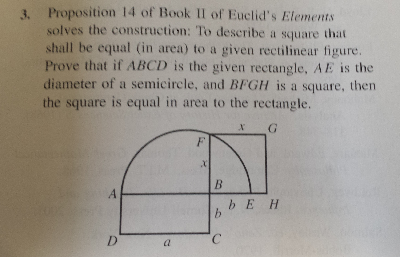 3. Proposition 14 of Book II of Euclid's Elements
solves the construction: To describe a square that
shall be equal (in area) to a given rectilinear figure.
Prove that if ABCD is the given rectangle, AE is the
diameter of a semicircle, and BFGH is a square, then
the square is equal in area to the rectangle.
x G
F
x
B
A
b E H
b
D a C